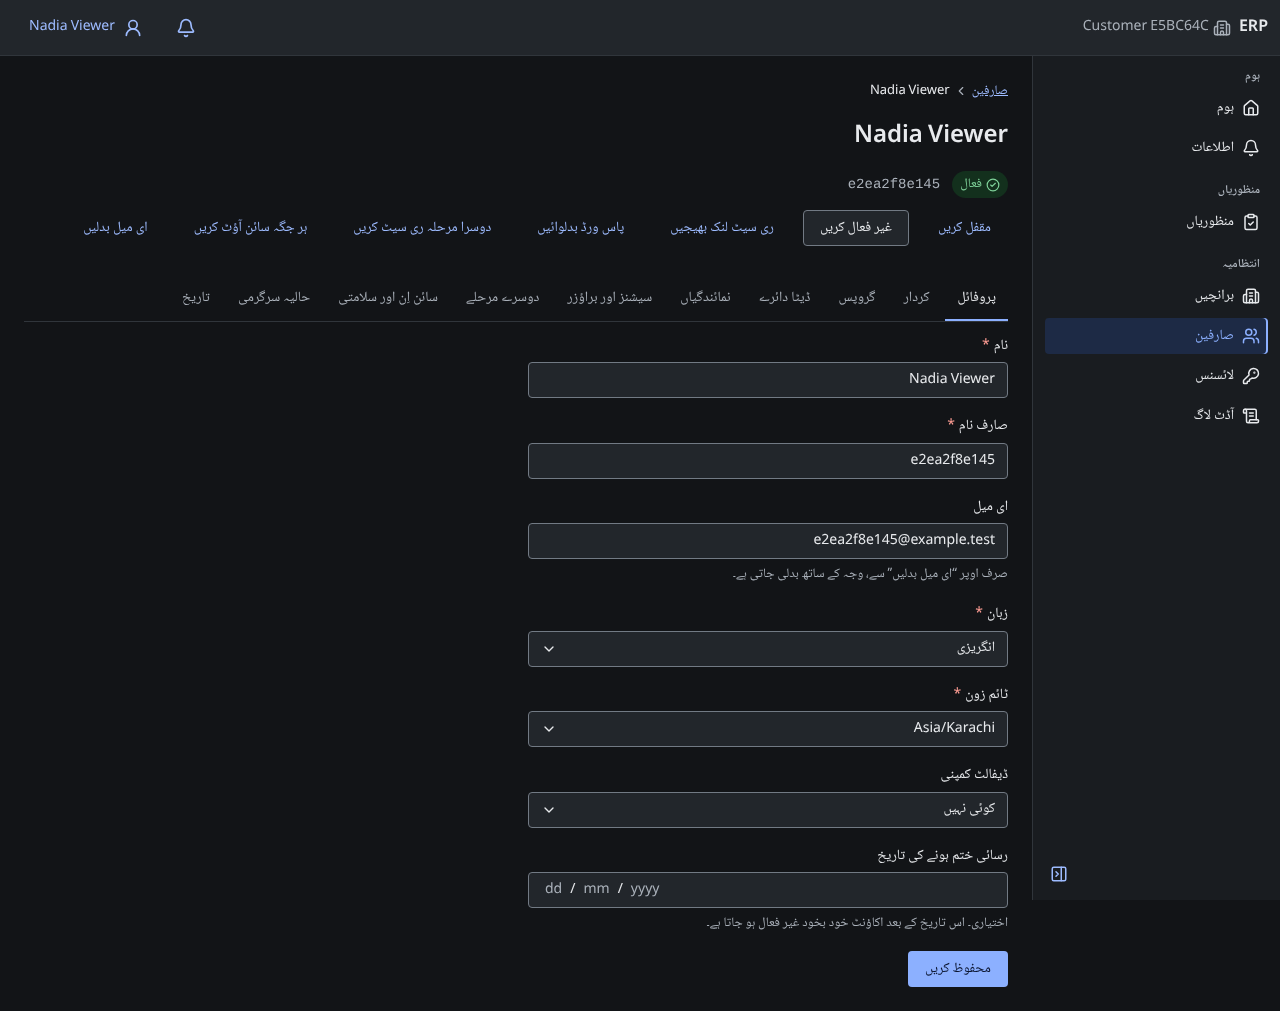 ERP Customer E5BC64C
Nadia Viewer
ہوم
ہوم
اطلاعات
منظوریاں
منظوریاں
انتظامیہ
برانچیں
صارفین
لائسنس
آڈٹ لاگ
صارفین › Nadia Viewer
Nadia Viewer
فعال e2ea2f8e145
مقفل کریں غیر فعال کریں ری سیٹ لنک بھیجیں پاس ورڈ بدلوائیں دوسرا مرحلہ ری سیٹ کریں ہر جگہ سائن آؤٹ کریں ای میل بدلیں
پروفائل کردار گروپس ڈیٹا دائرے نمائندگیاں سیشنز اور براؤزر دوسرے مرحلے سائن اِن اور سلامتی حالیہ سرگرمی تاریخ
نام *
Nadia Viewer
صارف نام *
e2ea2f8e145
ای میل
e2ea2f8e145@example.test
صرف اوپر “ای میل بدلیں” سے، وجہ کے ساتھ بدلی جاتی ہے۔
زبان *
انگریزی
ٹائم زون *
Asia/Karachi
ڈیفالٹ کمپنی
کوئی نہیں
رسائی ختم ہونے کی تاریخ
dd / mm / yyyy
اختیاری۔ اس تاریخ کے بعد اکاؤنٹ خود بخود غیر فعال ہو جاتا ہے۔
محفوظ کریں